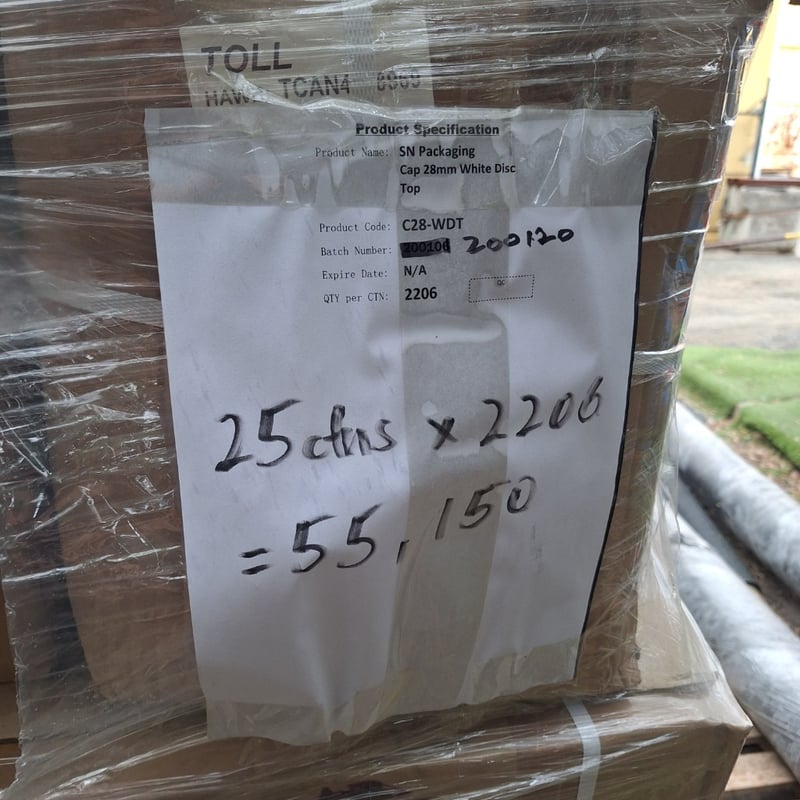 TOLL
Product Specification
Product Name: SN Packaging
Cap 28mm White Disc
Top
Product Code: C28-WDT
Batch Number: 200106 200120
Expire Date: N/A
QTY per CTN: 2206
QC
25 ctns x 2206
= 55,150